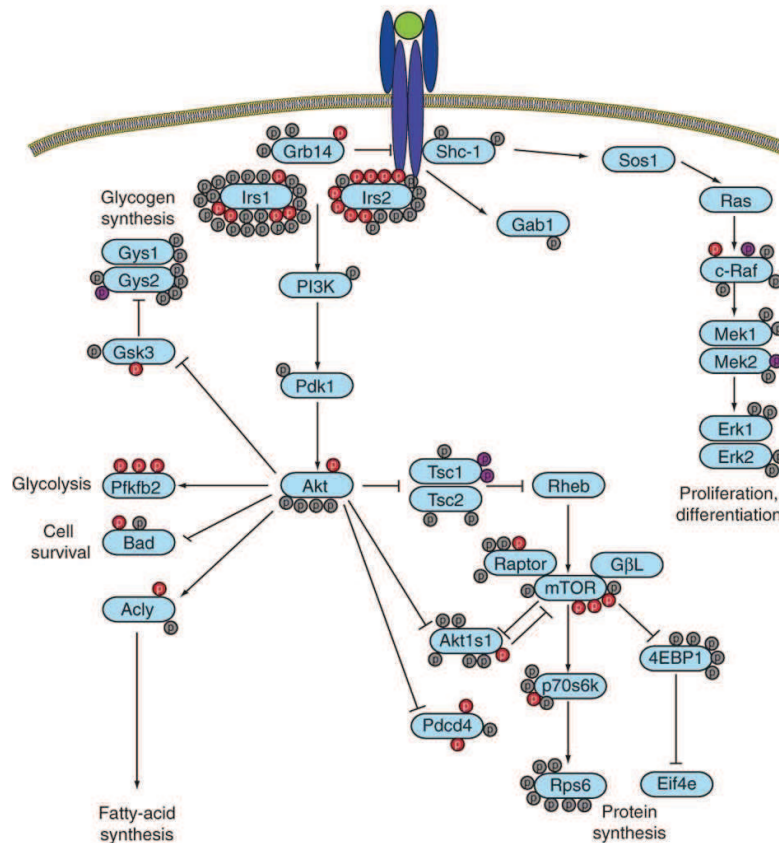 Grb14
Shc-1
Sos1
Irs1
Irs2
Ras
Glycogen
synthesis
Gab1
Gys1
Gys2
c-Raf
PI3K
Mek1
Mek2
Gsk3
Pdk1
Erk1
Erk2
Tsc1
Tsc2
Glycolysis
Pfkfb2
Akt
Rheb
Proliferation,
differentiation
Cell
survival
Bad
Raptor
GβL
mTOR
Acly
Akt1s1
4EBP1
p70s6k
Pdcd4
Rps6
Eif4e
Fatty-acid
synthesis
Protein
synthesis